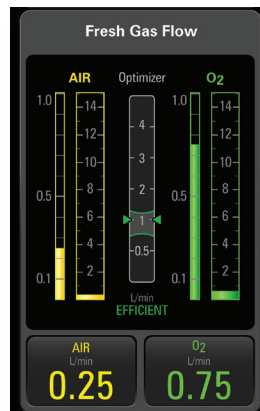 Fresh Gas Flow
AIR Optimizer O2
1.0 14 4 1.0 14
12 12
10 3 10
8 2 8
0.5 6 0.5 6
1
4 4
0.5
2 2
0.1 0.1
L/min
EFFICIENT
AIR O2
L/min L/min
0.25 0.75